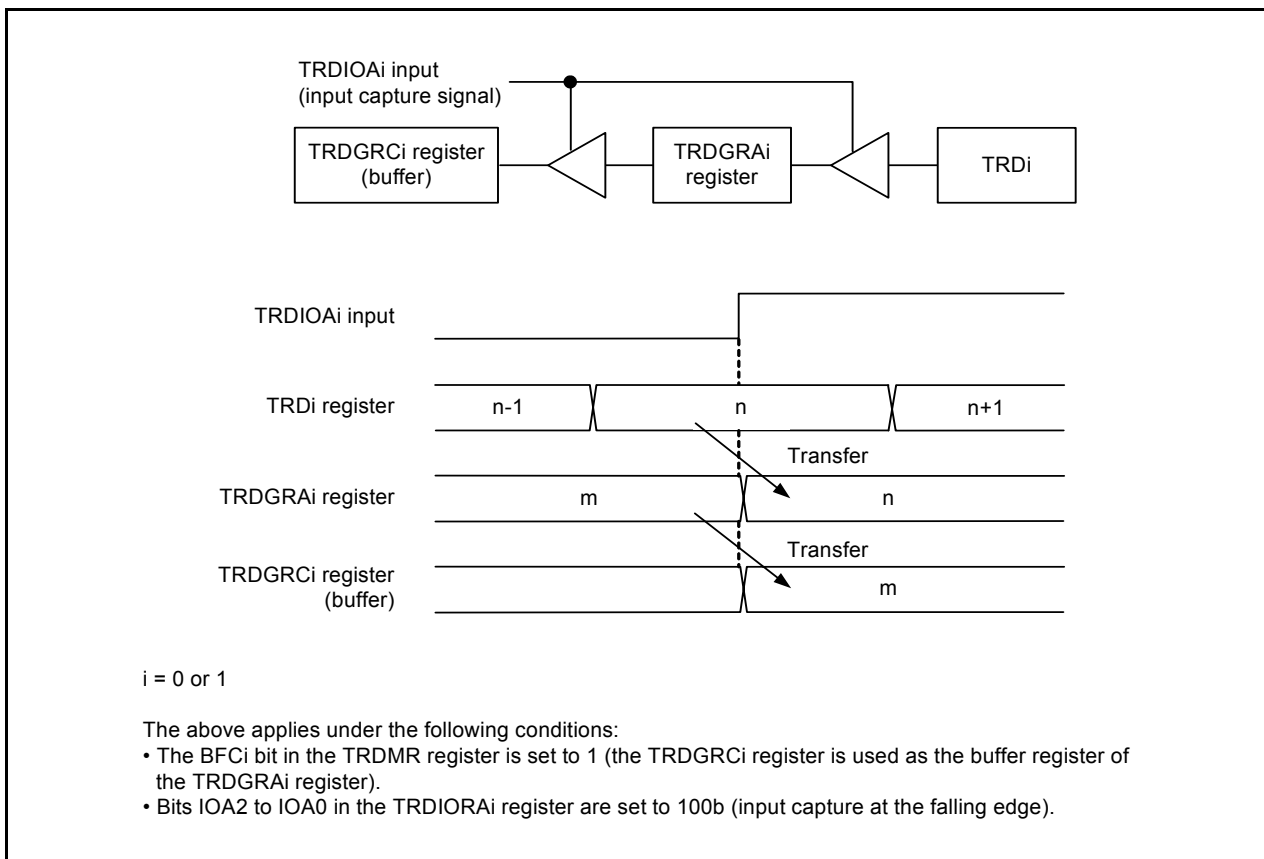 TRDIOAi input
(input capture signal)
TRDGRCi register
(buffer)
TRDGRAi
register
TRDi
TRDIOAi input
TRDi register
n-1
n
n+1
Transfer
TRDGRAi register
m
n
Transfer
TRDGRCi register
(buffer)
m
i = 0 or 1
The above applies under the following conditions:
• The BFCi bit in the TRDMR register is set to 1 (the TRDGRCi register is used as the buffer register of
the TRDGRAi register).
• Bits IOA2 to IOA0 in the TRDIORAi register are set to 100b (input capture at the falling edge).